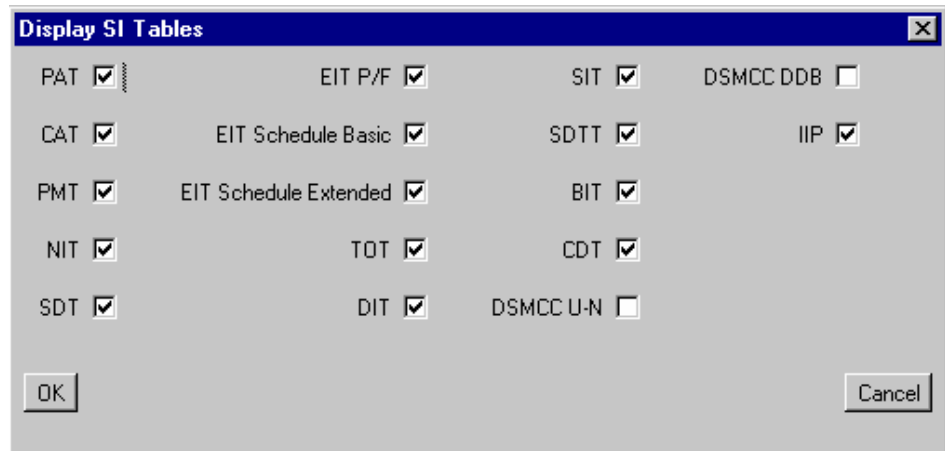 Display SI Tables
PAT EIT P/F SIT DSMCC DDB
CAT EIT Schedule Basic SDTT IIP
PMT EIT Schedule Extended BIT
NIT TOT CDT
SDT DIT DSMCC U-N
OK Cancel